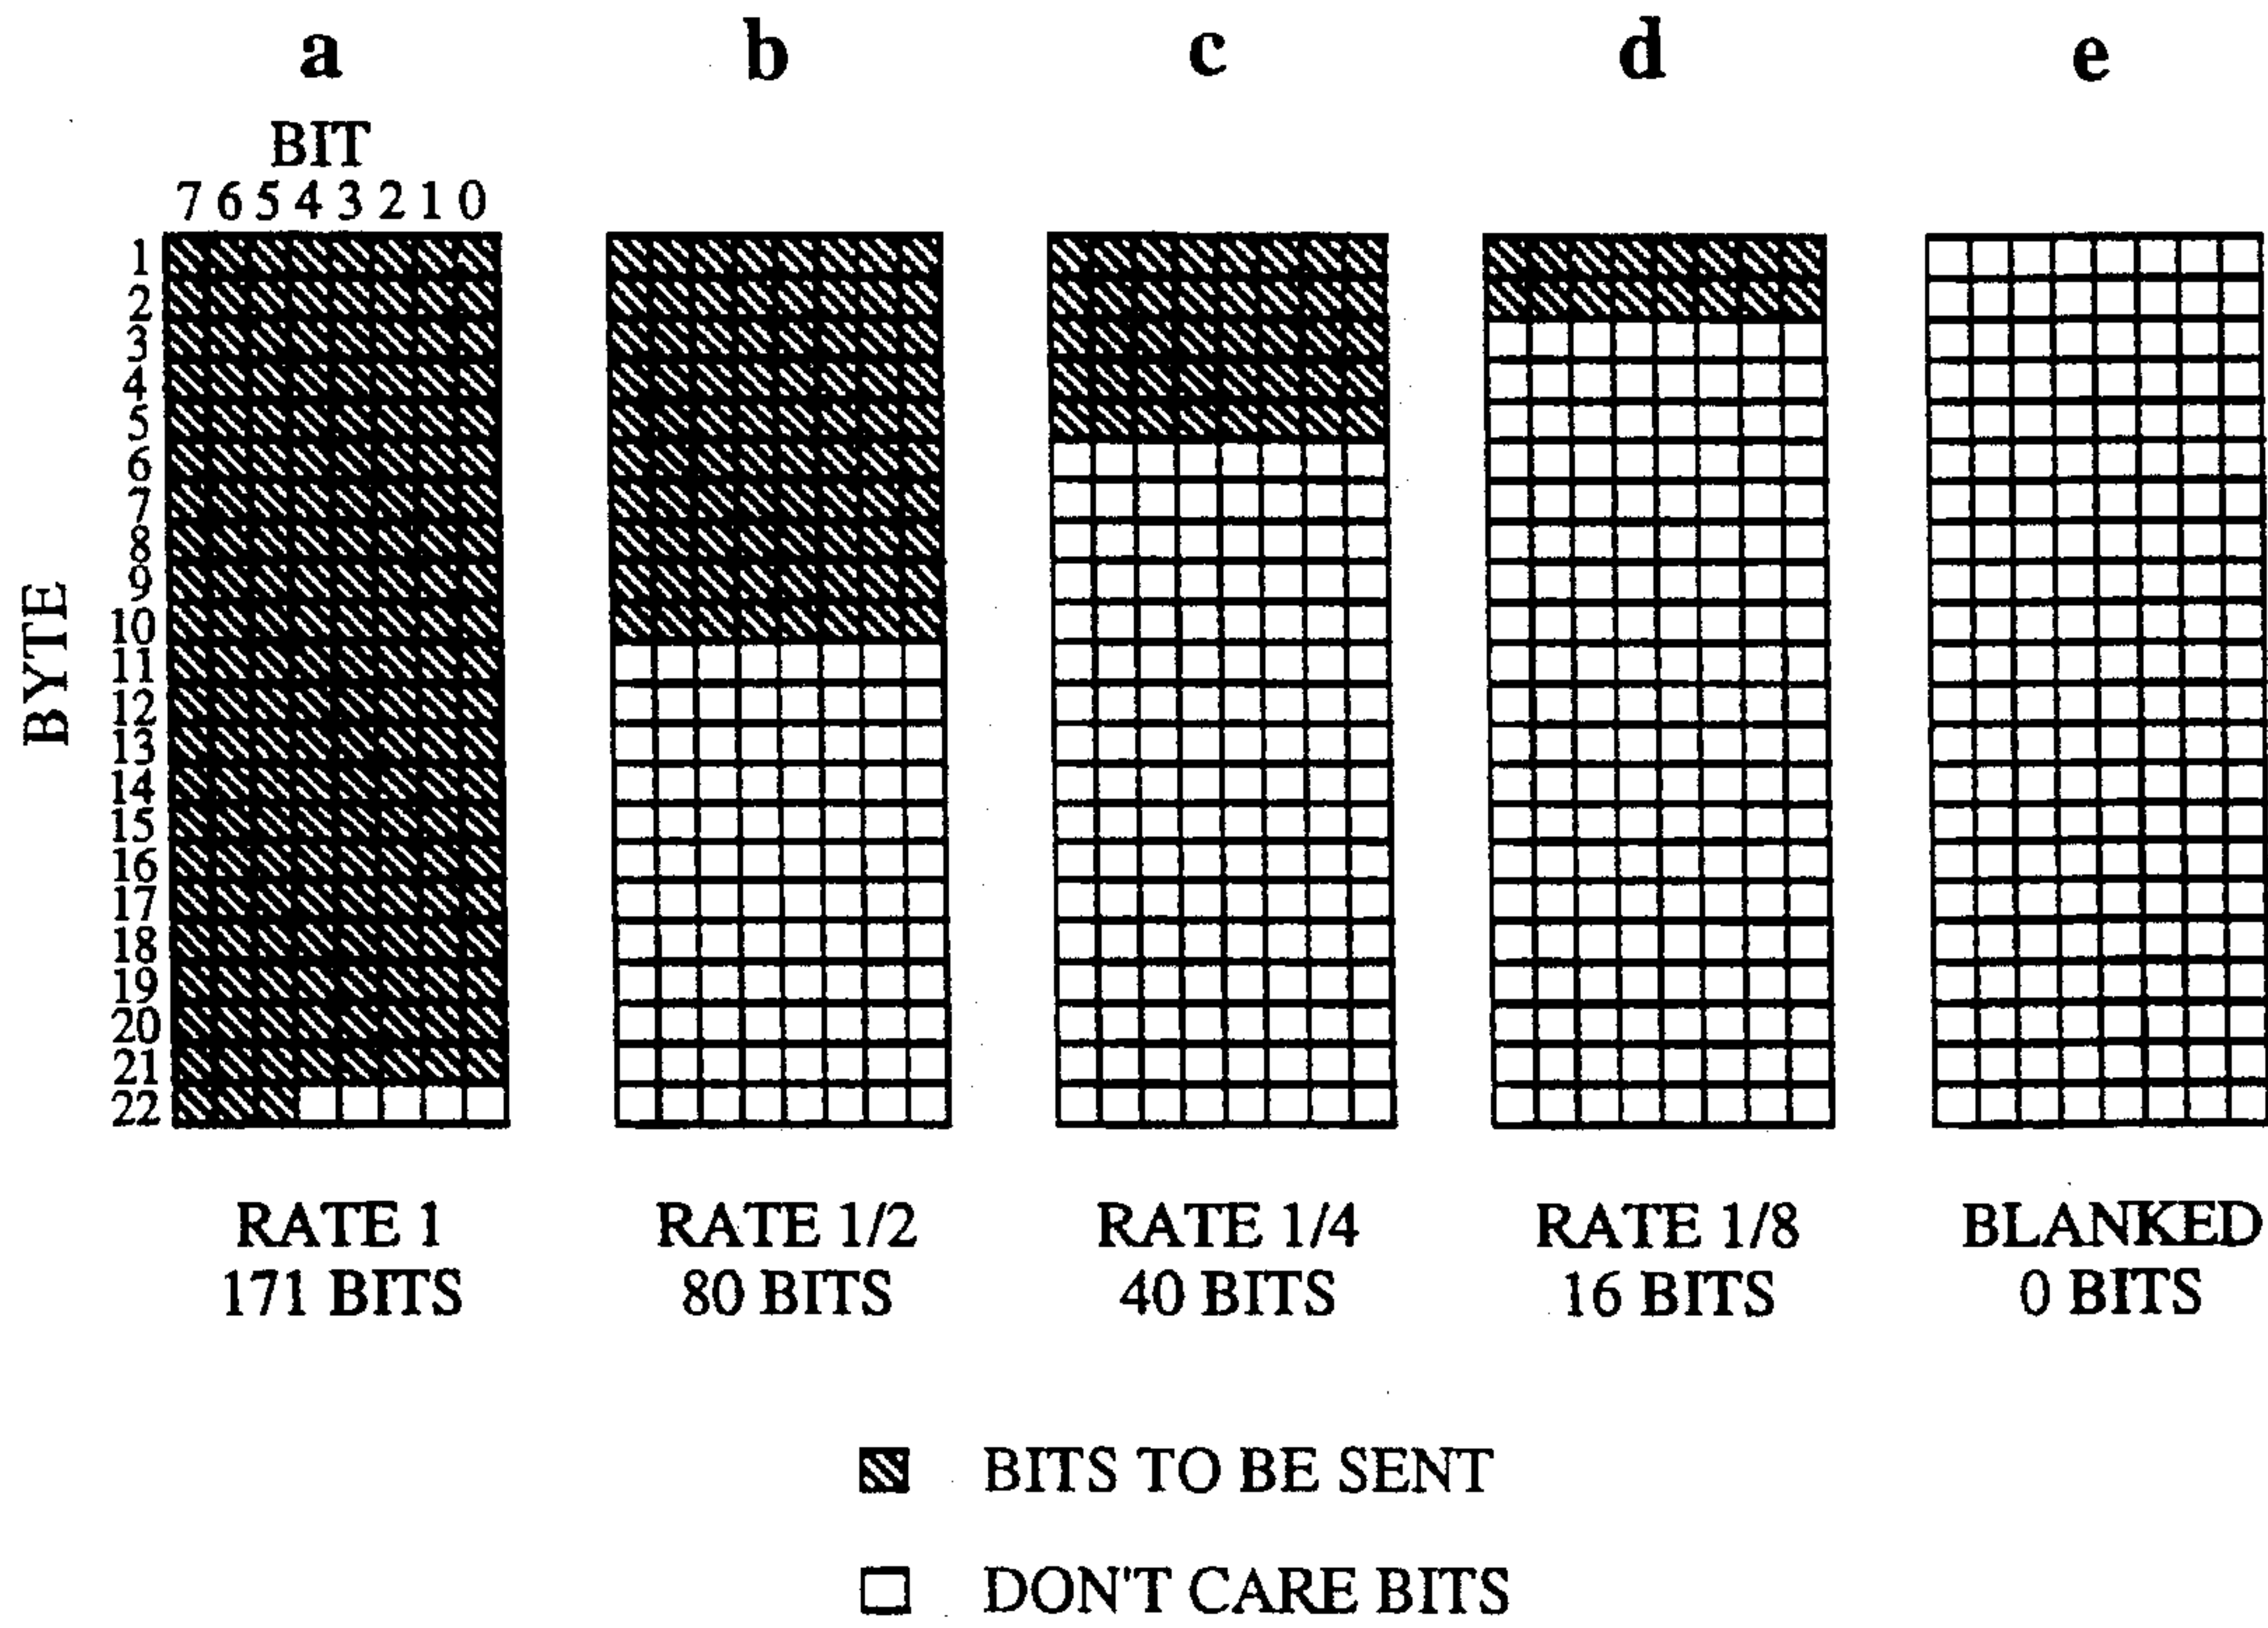 a b c d e
BIT
7 6 5 4 3 2 1 0
BYTE
1
2
3
4
5
6
7
8
9
10
11
12
13
14
15
16
17
18
19
20
21
22
RATE 1 RATE 1/2 RATE 1/4 RATE 1/8 BLANKED
171 BITS 80 BITS 40 BITS 16 BITS 0 BITS
BITS TO BE SENT
DON'T CARE BITS